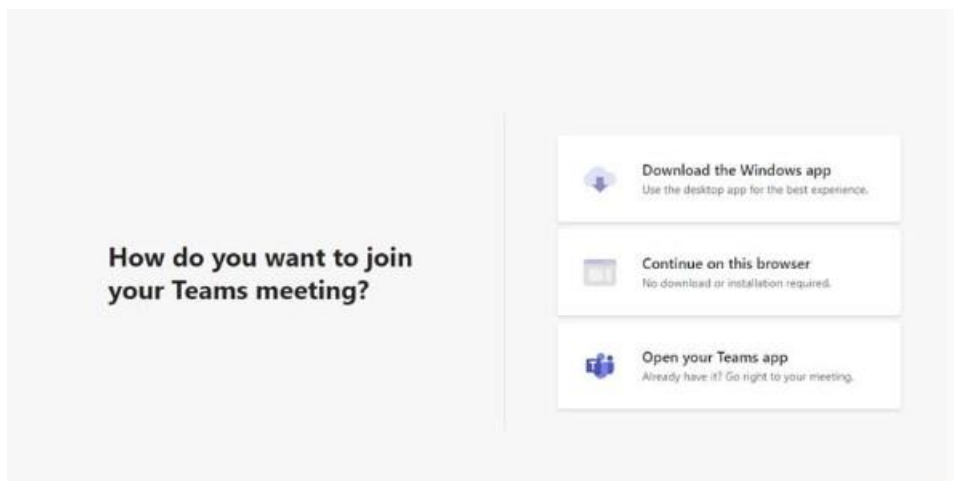 How do you want to join
your Teams meeting?
Download the Windows app
Use the desktop app for the best experience.
Continue on this browser
No download or installation required.
Open your Teams app
Already have it? Go right to your meeting.